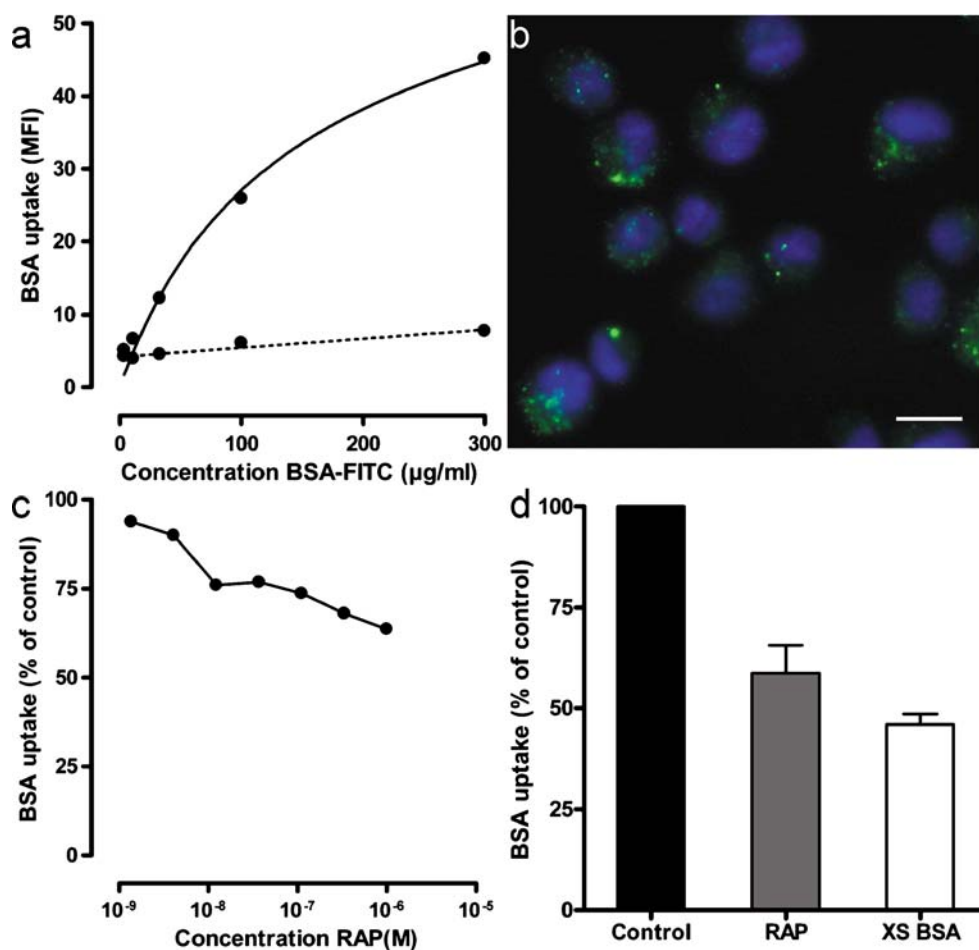 a
BSA uptake (MFI)
50
40
30
20
10
0
0 100 200 300
Concentration BSA-FITC (µg/ml)
b
c
BSA uptake (% of control)
100
75
50
25
0
10⁻⁹ 10⁻⁸ 10⁻⁷ 10⁻⁶ 10⁻⁵
Concentration RAP(M)
d
BSA uptake (% of control)
100
75
50
25
0
Control RAP XS BSA